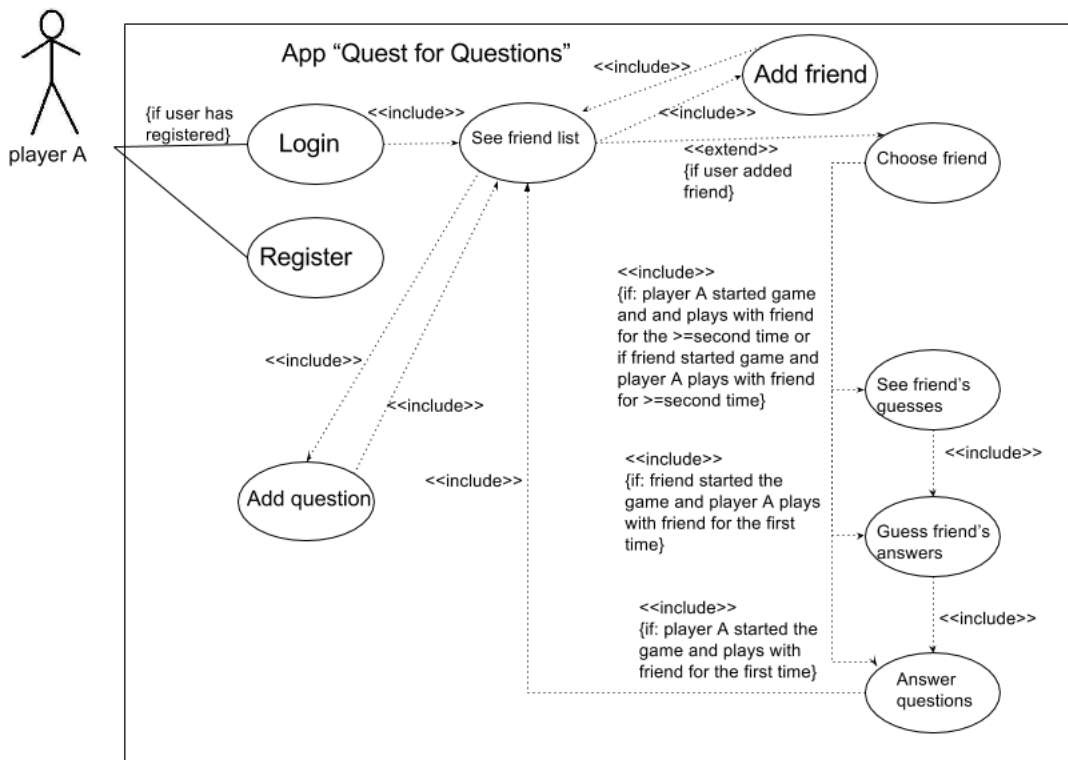 App “Quest for Questions”
player A
{if user has
registered}
Login
<<include>>
See friend list
<<include>>
<<include>>
Add friend
<<extend>>
{if user added
friend}
Choose friend
Register
<<include>>
<<include>>
Add question
<<include>>
<<include>>
{if: player A started game
and and plays with friend
for the >=second time or
if friend started game and
player A plays with friend
for >=second time}
See friend’s
guesses
<<include>>
<<include>>
{if: friend started the
game and player A plays
with friend for the first
time}
Guess friend’s
answers
<<include>>
<<include>>
{if: player A started the
game and plays with
friend for the first time}
Answer
questions